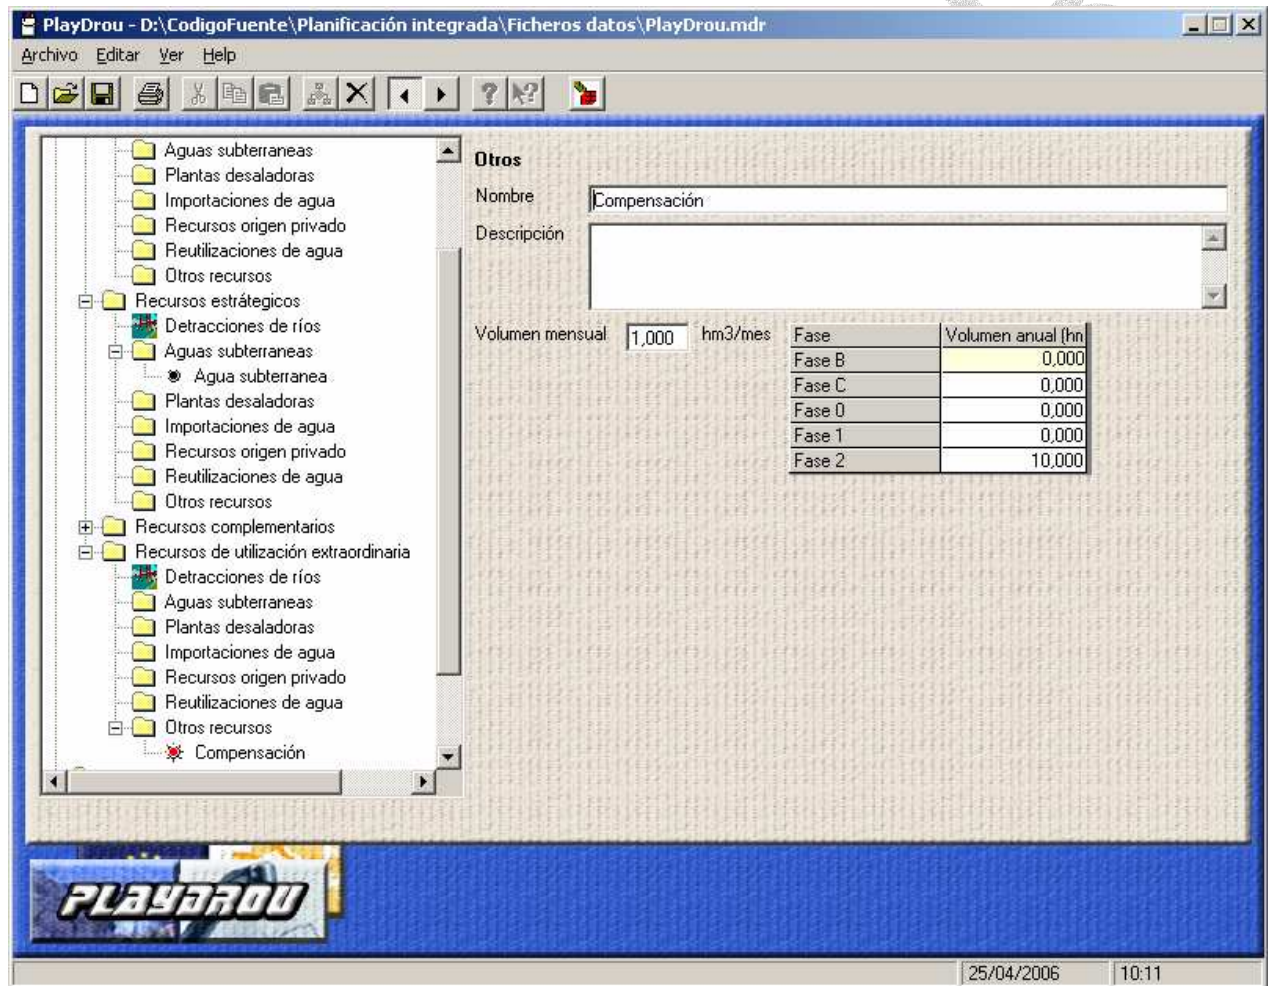 PlayDrou - D:\CodigoFuente\Planificación integrada\Ficheros datos\PlayDrou.mdr
Archivo Editar Ver Help
Aguas subterraneas
Plantas desaladoras
Importaciones de agua
Recursos origen privado
Reutilizaciones de agua
Otros recursos
Recursos estrátegicos
Detracciones de ríos
Aguas subterraneas
Agua subterranea
Plantas desaladoras
Importaciones de agua
Recursos origen privado
Reutilizaciones de agua
Otros recursos
Recursos complementarios
Recursos de utilización extraordinaria
Detracciones de ríos
Aguas subterraneas
Plantas desaladoras
Importaciones de agua
Recursos origen privado
Reutilizaciones de agua
Otros recursos
Compensación
Otros
Nombre Compensación
Descripción
Volumen mensual 1,000 hm3/mes
Fase Volumen anual (hn
Fase B 0,000
Fase C 0,000
Fase 0 0,000
Fase 1 0,000
Fase 2 10,000
PLAYDROU
25/04/2006 10:11